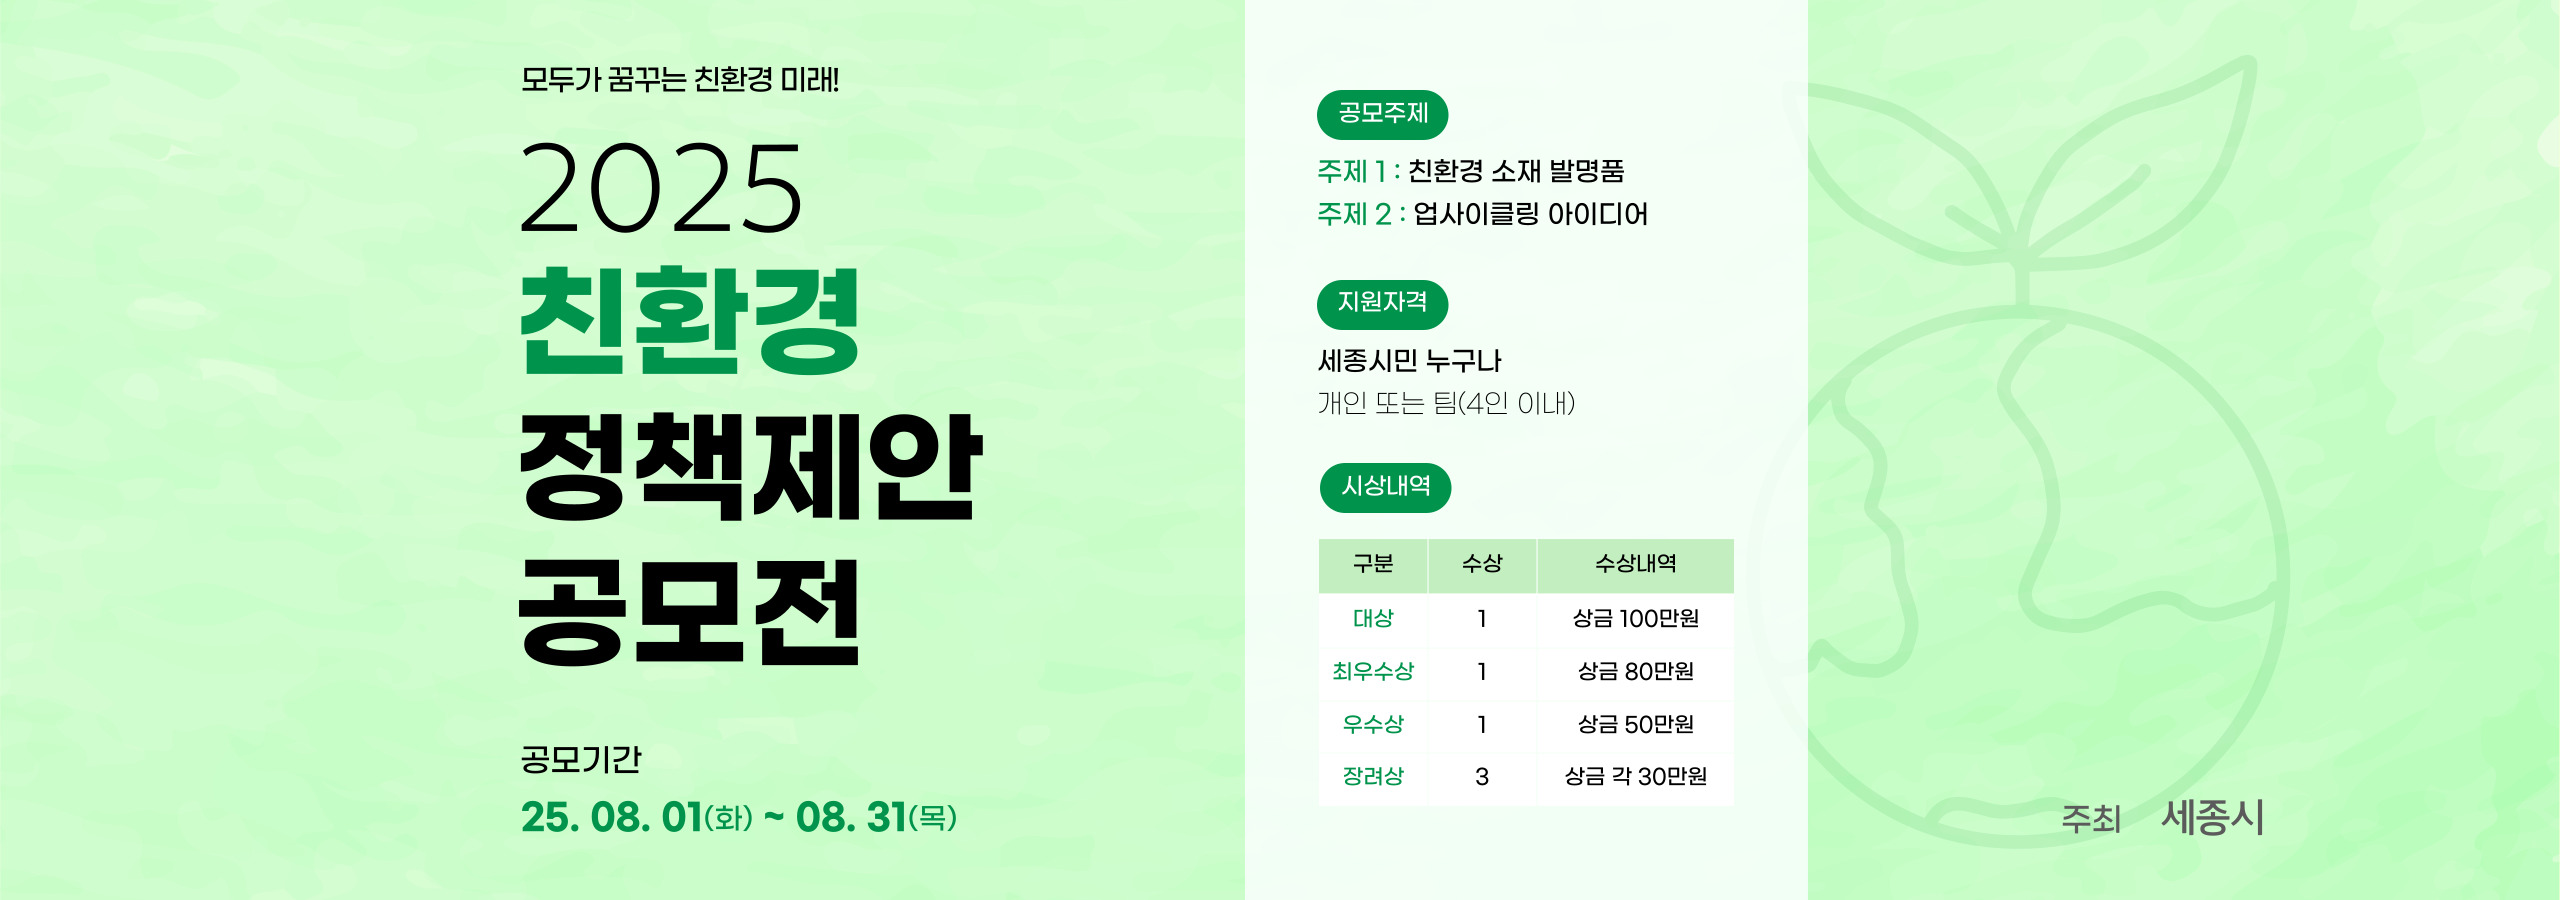 모두가 꿈꾸는 친환경 미래!
2025
친환경
정책제안
공모전
공모기간
25. 08. 01(화) ~ 08. 31(목)
공모주제
주제 1 : 친환경 소재 발명품
주제 2 : 업사이클링 아이디어
지원자격
세종시민 누구나
개인 또는 팀(4인 이내)
시상내역
구분 수상 수상내역
대상 1 상금 100만원
최우수상 1 상금 80만원
우수상 1 상금 50만원
장려상 3 상금 각 30만원
주최 세종시